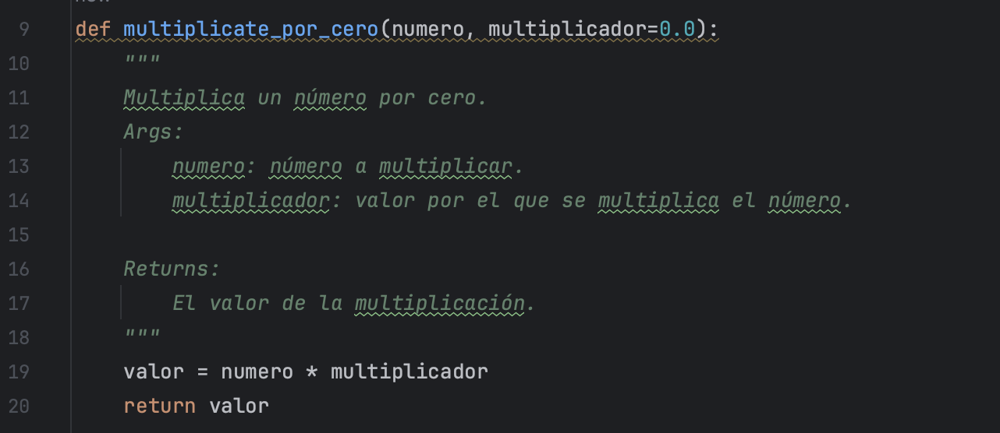 9 def multiplicate_por_cero(numero, multiplicador=0.0):
10 """
11 Multiplica un número por cero.
12 Args:
13 numero: número a multiplicar.
14 multiplicador: valor por el que se multiplica el número.
15
16 Returns:
17 El valor de la multiplicación.
18 """
19 valor = numero * multiplicador
20 return valor